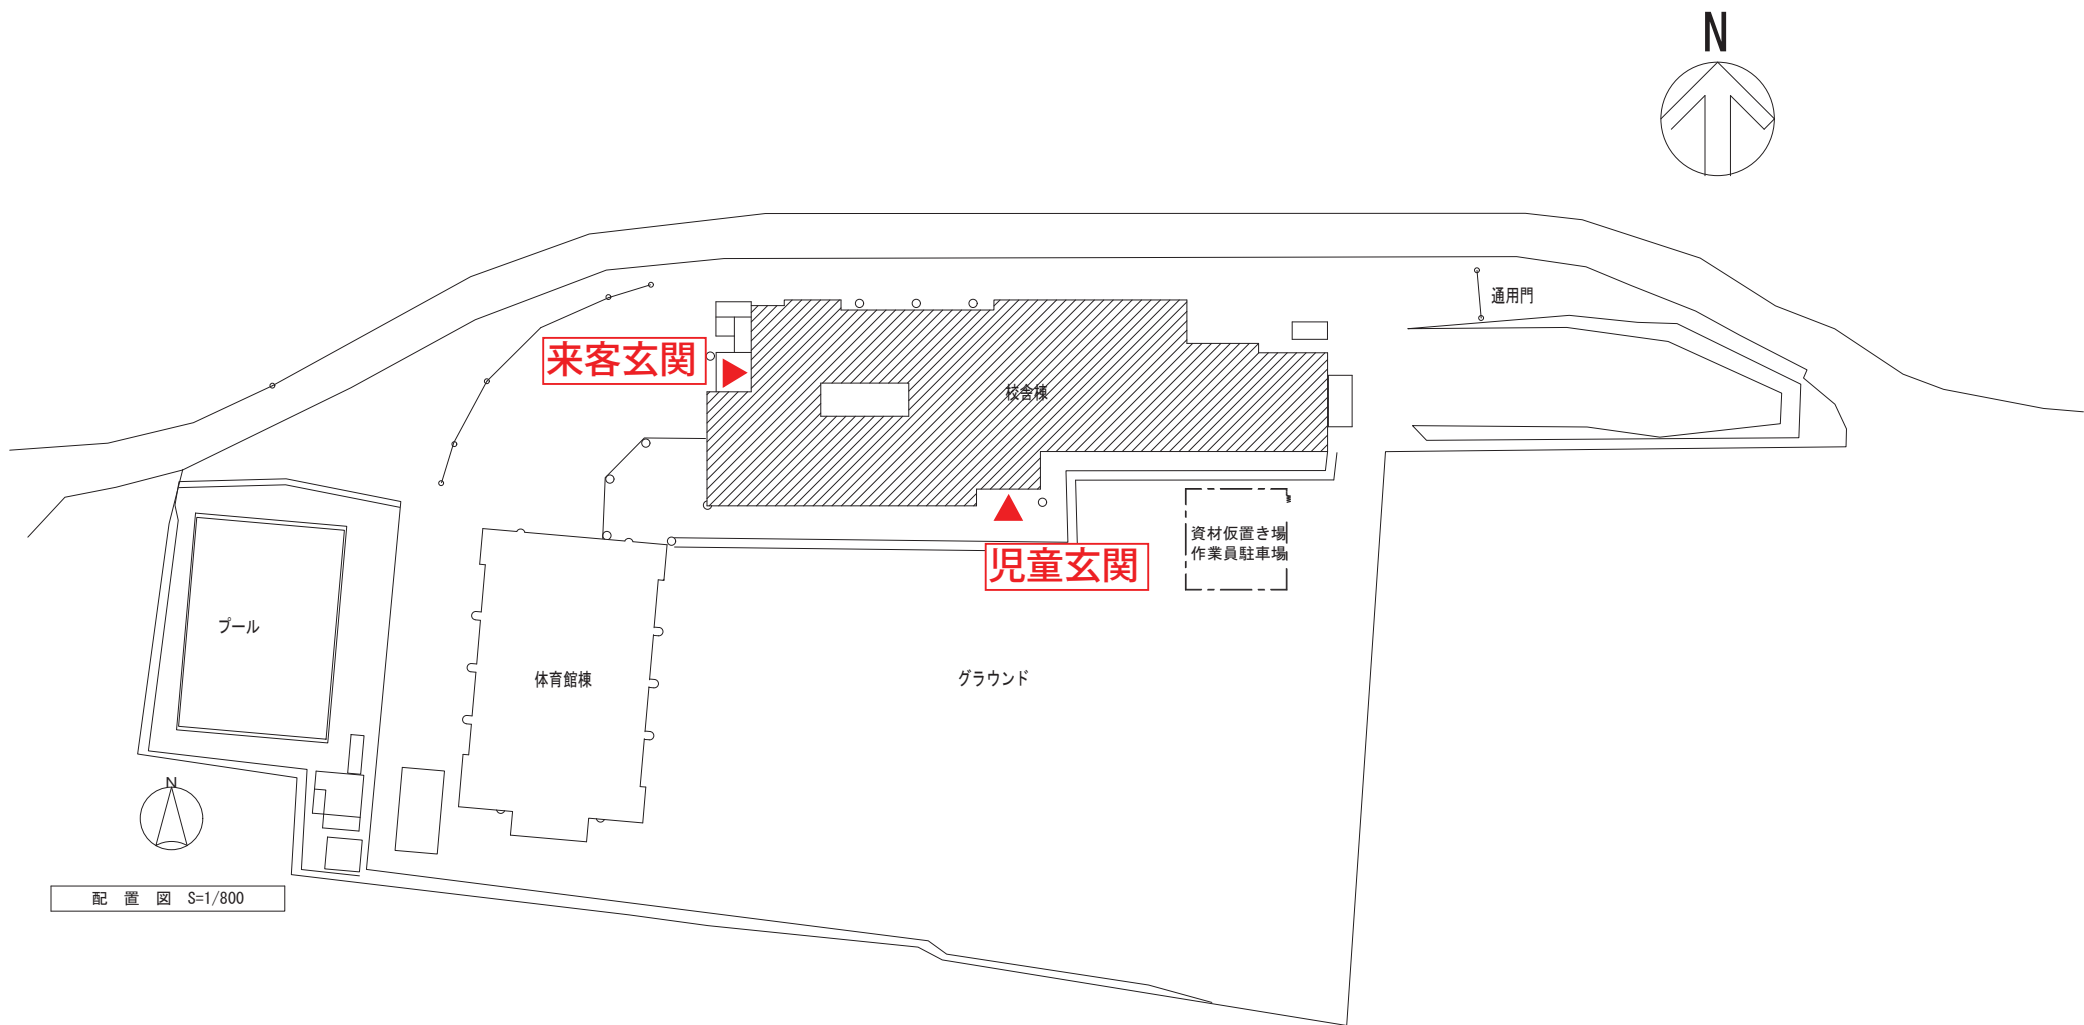 N
通用門
来客玄関
校舎棟
資材仮置き場
作業員駐車場
児童玄関
プール
体育館棟
グラウンド
N
配 置 図 S=1/800